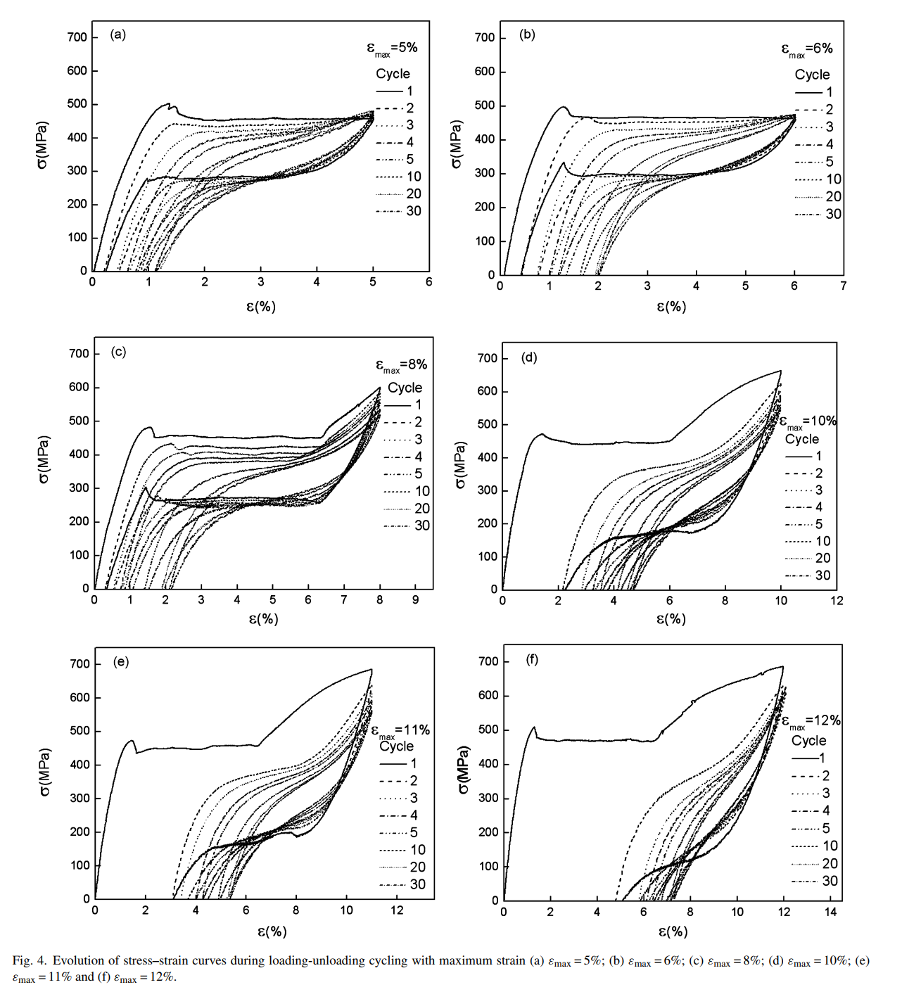 (a)
εmax=5%
Cycle
1
2
3
4
5
10
20
30
700
600
500
400
300
200
100
0
0 1 2 3 4 5 6
σ(MPa)
ε(%)
(b)
εmax=6%
Cycle
1
2
3
4
5
10
20
30
700
600
500
400
300
200
100
0
0 1 2 3 4 5 6 7
σ(MPa)
ε(%)
(c)
εmax=8%
Cycle
1
2
3
4
5
10
20
30
700
600
500
400
300
200
100
0
0 1 2 3 4 5 6 7 8 9
σ(MPa)
ε(%)
(d)
εmax=10%
Cycle
1
2
3
4
5
10
20
30
700
600
500
400
300
200
100
0
0 2 4 6 8 10 12
σ(MPa)
ε(%)
(e)
εmax=11%
Cycle
1
2
3
4
5
10
20
30
700
600
500
400
300
200
100
0
0 2 4 6 8 10 12
σ(MPa)
ε(%)
(f)
εmax=12%
Cycle
1
2
3
4
5
10
20
30
700
600
500
400
300
200
100
0
0 2 4 6 8 10 12 14
σ(MPa)
ε(%)
Fig. 4. Evolution of stress–strain curves during loading-unloading cycling with maximum strain (a) εmax = 5%; (b) εmax = 6%; (c) εmax = 8%; (d) εmax = 10%; (e)
εmax = 11% and (f) εmax = 12%.